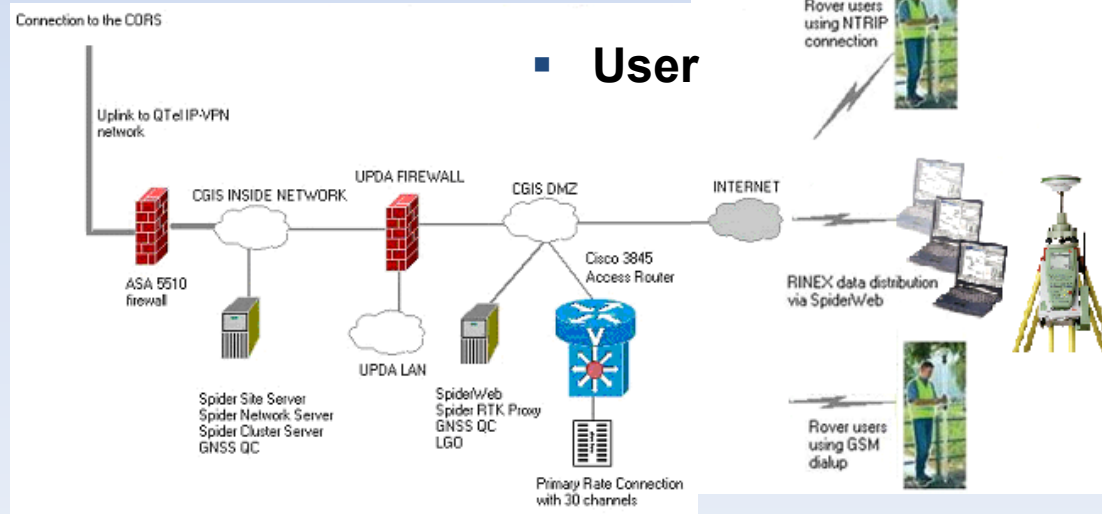 Connection to the CORS
Rover users
using NTRIP
connection
▪ User
Uplink to QTel IP-VPN
network
UPDA FIREWALL
CGIS INSIDE NETWORK
CGIS DMZ
INTERNET
Cisco 3845
Access Router
ASA 5510
firewall
RINEX data distribution
via SpiderWeb
UPDA LAN
Spider Site Server
Spider Network Server
Spider Cluster Server
GNSS QC
SpiderWeb
Spider RTK Proxy
GNSS QC
LGO
Rover users
using GSM
dialup
Primary Rate Connection
with 30 channels